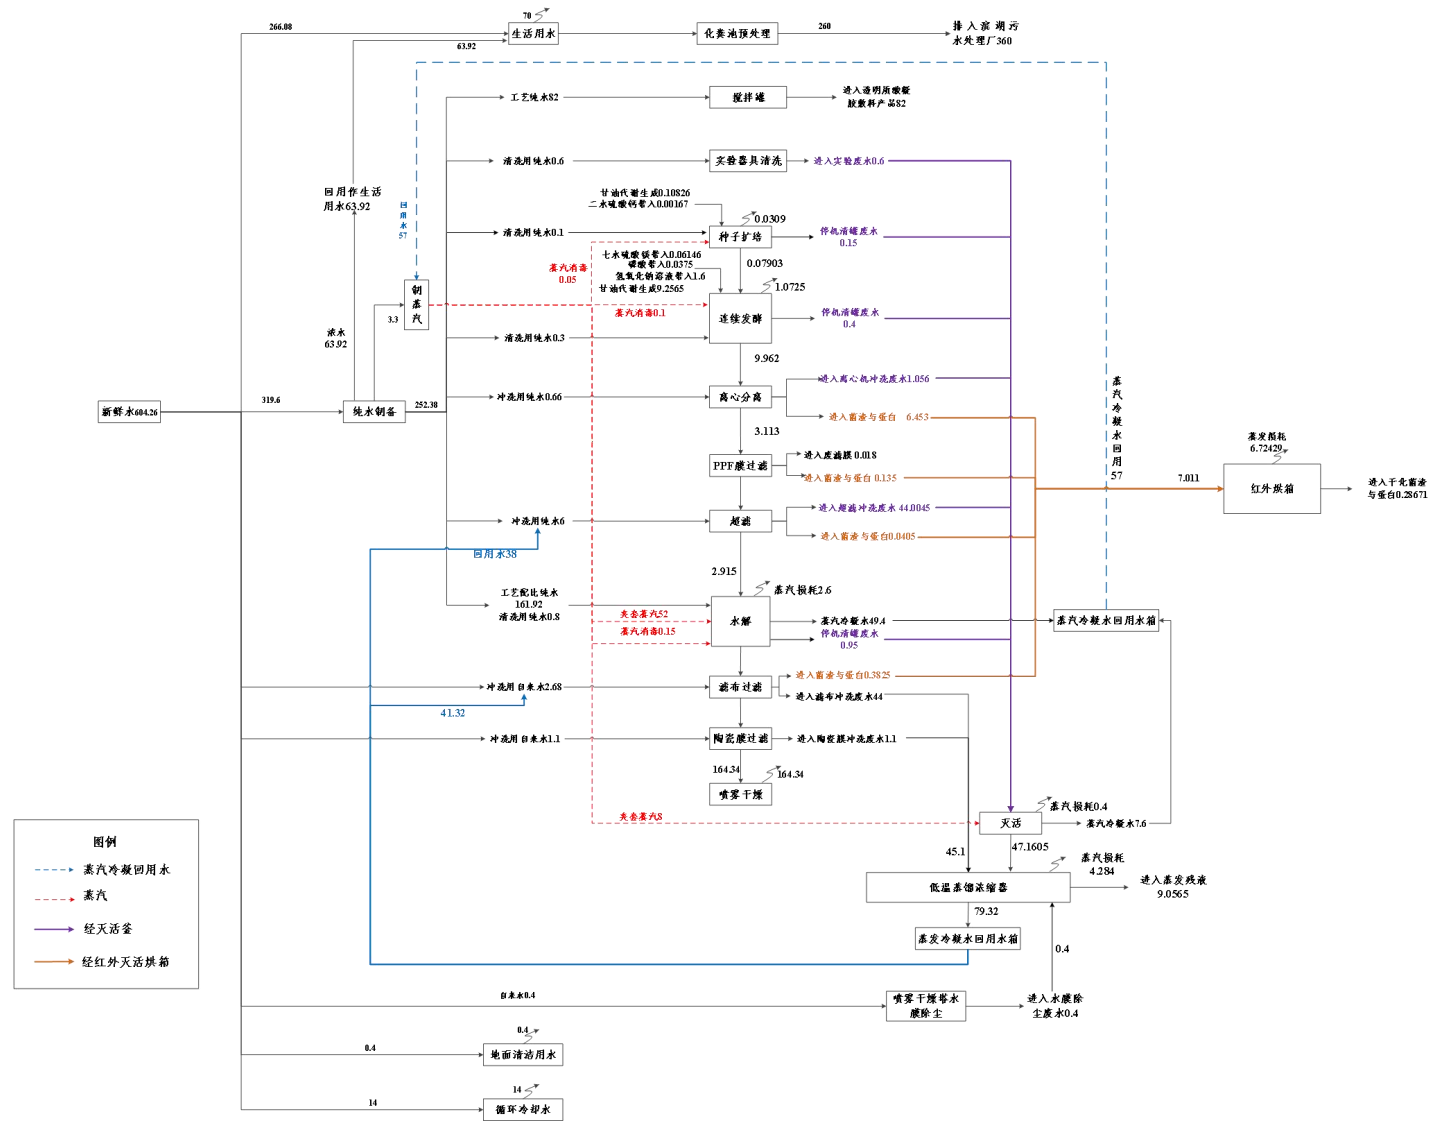 266.08
70
生活用水
63.92
化粪池预处理
260
排入滨湖污
水处理厂360
工艺纯水82
搅拌罐
进入透明质酸凝
胶敷料产品82
清洗用纯水0.6
实验器具清洗
进入实验废水0.6
回用作生活
用水63.92
回用水57
甘油代谢生成0.10826
二水硫酸钙带入0.00167
0.0309
清洗用纯水0.1
种子扩培
停机清罐废水
0.15
蒸汽消毒
0.05
0.07903
七水硫酸镁带入0.06146
磷酸带入0.0375
氢氧化钠溶液带入1.6
甘油代谢生成9.2565
1.0725
制蒸汽
3.3
蒸汽消毒0.1
连续发酵
停机清罐废水
0.4
浓水
63.92
清洗用纯水0.3
9.962
进入离心机冲洗废水1.056
新鲜水604.26
319.6
纯水制备
252.38
冲洗用纯水0.66
离心分离
进入菌渣与蛋白 6.453
3.113
蒸汽冷凝水回用57
PPF膜过滤
进入废滤膜 0.018
进入菌渣与蛋白 0.135
7.011
蒸发损耗
6.72429
红外烘箱
进入干化菌渣
与蛋白0.28671
冲洗用纯水6
超滤
进入超滤冲洗废水 44.0045
进入菌渣与蛋白0.0405
回用水38
2.915
工艺配比纯水
161.92
清洗用纯水0.8
夹套蒸汽52
蒸汽消毒0.15
水解
蒸汽损耗2.6
蒸汽冷凝水49.4
停机清罐废水
0.95
蒸汽冷凝水回用水箱
冲洗用自来水2.68
41.32
滤布过滤
进入菌渣与蛋白0.3825
进入滤布冲洗废水44
冲洗用自来水1.1
陶瓷膜过滤
进入陶瓷膜冲洗废水1.1
164.34
164.34
喷雾干燥
夹套蒸汽8
灭活
蒸汽损耗0.4
蒸汽冷凝水7.6
45.1
47.1605
蒸汽损耗
4.284
低温蒸馏浓缩器
进入蒸发残液
9.0565
79.32
蒸发冷凝水回用水箱
0.4
自来水0.4
喷雾干燥塔水
膜除尘
进入水膜除
尘废水0.4
0.4
0.4
地面清洁用水
14
14
循环冷却水
图例
蒸汽冷凝回用水
蒸汽
经灭活釜
经红外灭活烘箱